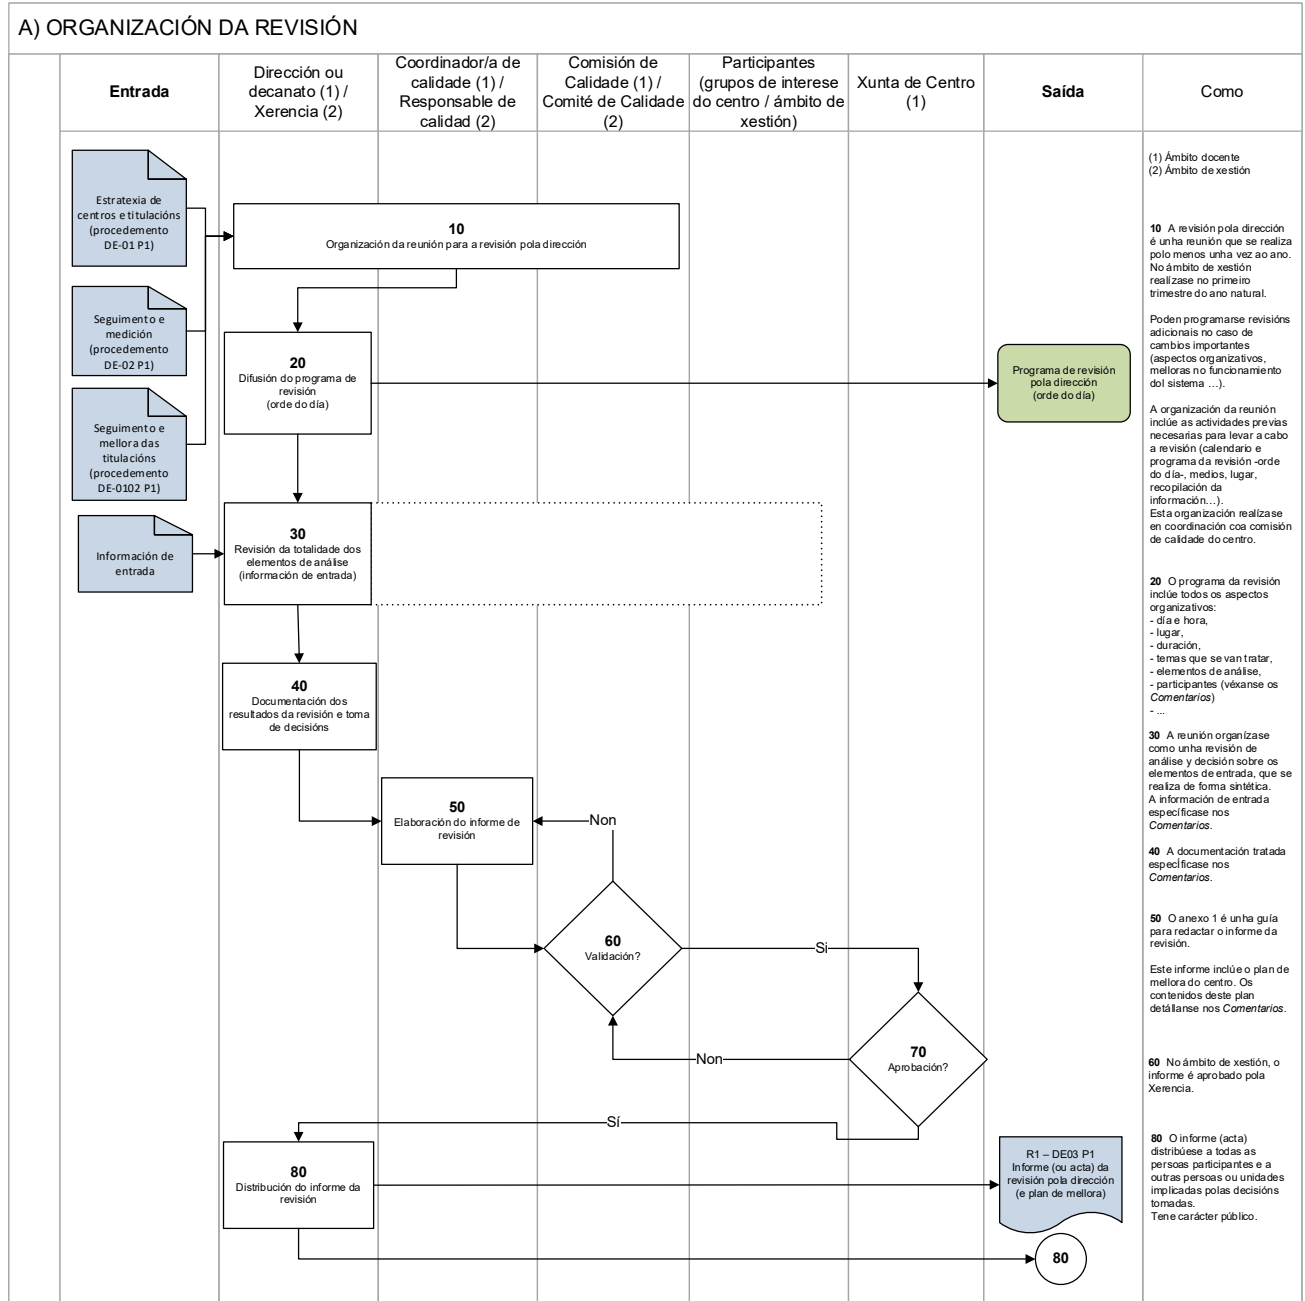 A) ORGANIZACIÓN DA REVISIÓN
Entrada
Dirección ou
decanato (1) /
Xerencia (2)
Coordinador/a de
calidade (1) /
Responsable de
calidad (2)
Comisión de
Calidade (1) /
Comité de Calidade
(2)
Participantes
(grupos de interese
do centro / ámbito de
xestión)
Xunta de Centro
(1)
Saída
Como
Estratexia de
centros e titulacións
(procedemento
DE-01 P1)
Seguimento e
medición
(procedemento
DE-02 P1)
Seguimento e
mellora das
titulacións
(procedemento
DE-0102 P1)
Información de
entrada
10
Organización da reunión para a revisión pola dirección
20
Difusión do programa de
revisión
(orde do día)
Programa de revisión
pola dirección
(orde do día)
30
Revisión da totalidade dos
elementos de análise
(información de entrada)
40
Documentación dos
resultados da revisión e toma
de decisións
50
Elaboración do informe de
revisión
Non
60
Validación?
Si
70
Aprobación?
Non
Sí
80
Distribución do informe da
revisión
R1 – DE03 P1
Informe (ou acta) da
revisión pola dirección
(e plan de mellora)
80
(1) Ámbito docente
(2) Ámbito de xestión
10 A revisión pola dirección
é unha reunión que se realiza
polo menos unha vez ao ano.
No ámbito de xestión
realízase no primeiro
trimestre do ano natural.
Poden programarse revisións
adicionais no caso de
cambios importantes
(aspectos organizativos,
melloras no funcionamento
dol sistema ...).
A organización da reunión
inclúe as actividades previas
necesarias para levar a cabo
a revisión (calendario e
programa da revisión -orde
do día-, medios, lugar,
recopilación da
información...).
Esta organización realízase
en coordinación coa comisión
de calidade do centro.
20 O programa da revisión
inclúe todos os aspectos
organizativos:
- día e hora,
- lugar,
- duración,
- temas que se van tratar,
- elementos de análise,
- participantes (véxanse os
Comentarios)
- ...
30 A reunión organízase
como unha revisión de
análise y decisión sobre os
elementos de entrada, que se
realiza de forma sintética.
A información de entrada
específicase nos
Comentarios.
40 A documentación tratada
especÍficase nos
Comentarios.
50 O anexo 1 é unha guía
para redactar o informe da
revisión.
Este informe inclúe o plan de
mellora do centro. Os
contenidos deste plan
detállanse nos Comentarios.
60 No ámbito de xestión, o
informe é aprobado pola
Xerencia.
80 O informe (acta)
distribúese a todas as
persoas participantes e a
outras persoas ou unidades
implicadas polas decisións
tomadas.
Tene carácter público.